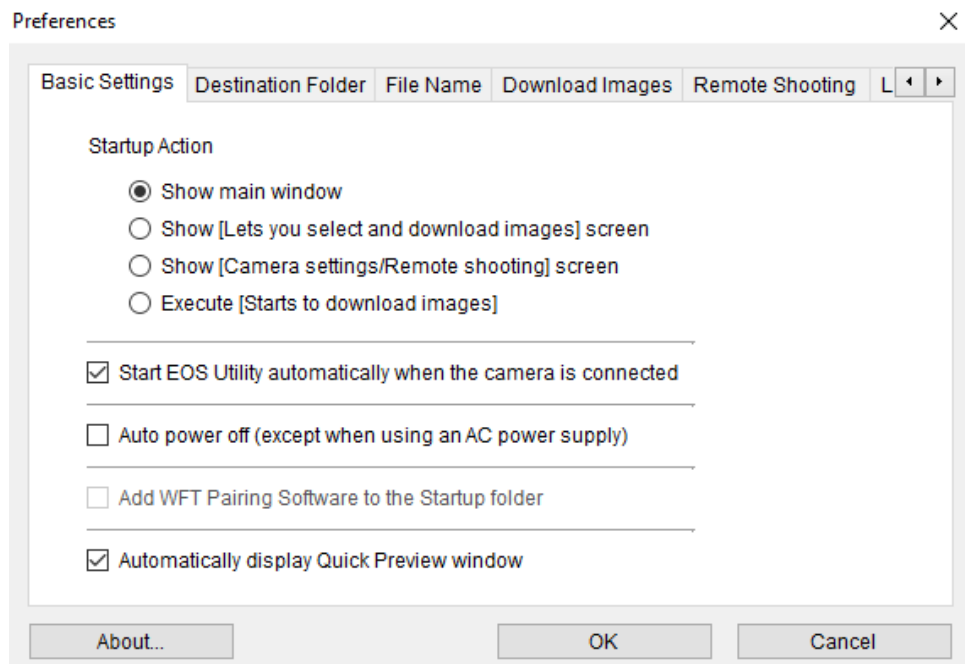 Preferences
Basic Settings Destination Folder File Name Download Images Remote Shooting L
Startup Action
Show main window
Show [Lets you select and download images] screen
Show [Camera settings/Remote shooting] screen
Execute [Starts to download images]
Start EOS Utility automatically when the camera is connected
Auto power off (except when using an AC power supply)
Add WFT Pairing Software to the Startup folder
Automatically display Quick Preview window
About... OK Cancel